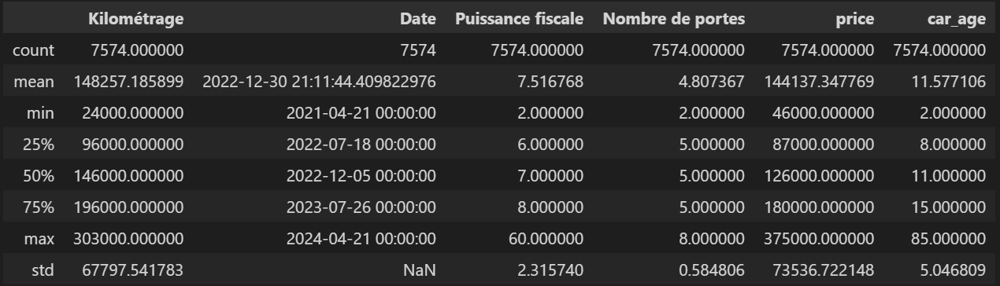 Kilométrage Date Puissance fiscale Nombre de portes price car_age
count 7574.000000 7574 7574.000000 7574.000000 7574.000000 7574.000000
mean 148257.185899 2022-12-30 21:11:44.409822976 7.516768 4.807367 144137.347769 11.577106
min 24000.000000 2021-04-21 00:00:00 2.000000 2.000000 46000.000000 2.000000
25% 96000.000000 2022-07-18 00:00:00 6.000000 5.000000 87000.000000 8.000000
50% 146000.000000 2022-12-05 00:00:00 7.000000 5.000000 126000.000000 11.000000
75% 196000.000000 2023-07-26 00:00:00 8.000000 5.000000 180000.000000 15.000000
max 303000.000000 2024-04-21 00:00:00 60.000000 8.000000 375000.000000 85.000000
std 67797.541783 NaN 2.315740 0.584806 73536.722148 5.046809